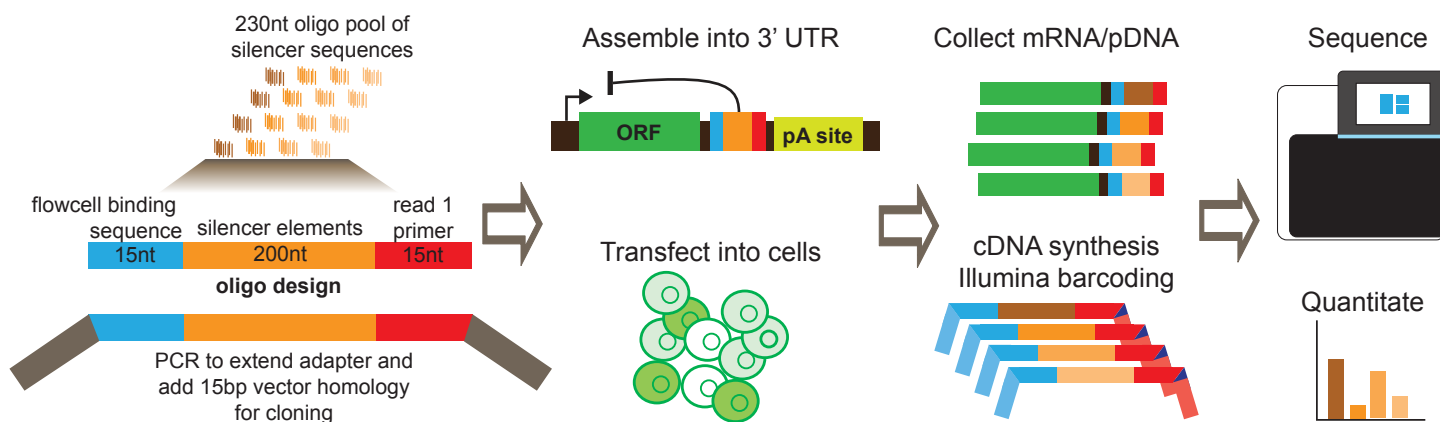 230nt oligo pool of
silencer sequences
flowcell binding
sequence
silencer elements
read 1
primer
15nt
200nt
15nt
oligo design
PCR to extend adapter and
add 15bp vector homology
for cloning
Assemble into 3’ UTR
ORF
pA site
Transfect into cells
Collect mRNA/pDNA
cDNA synthesis
Illumina barcoding
Sequence
Quantitate